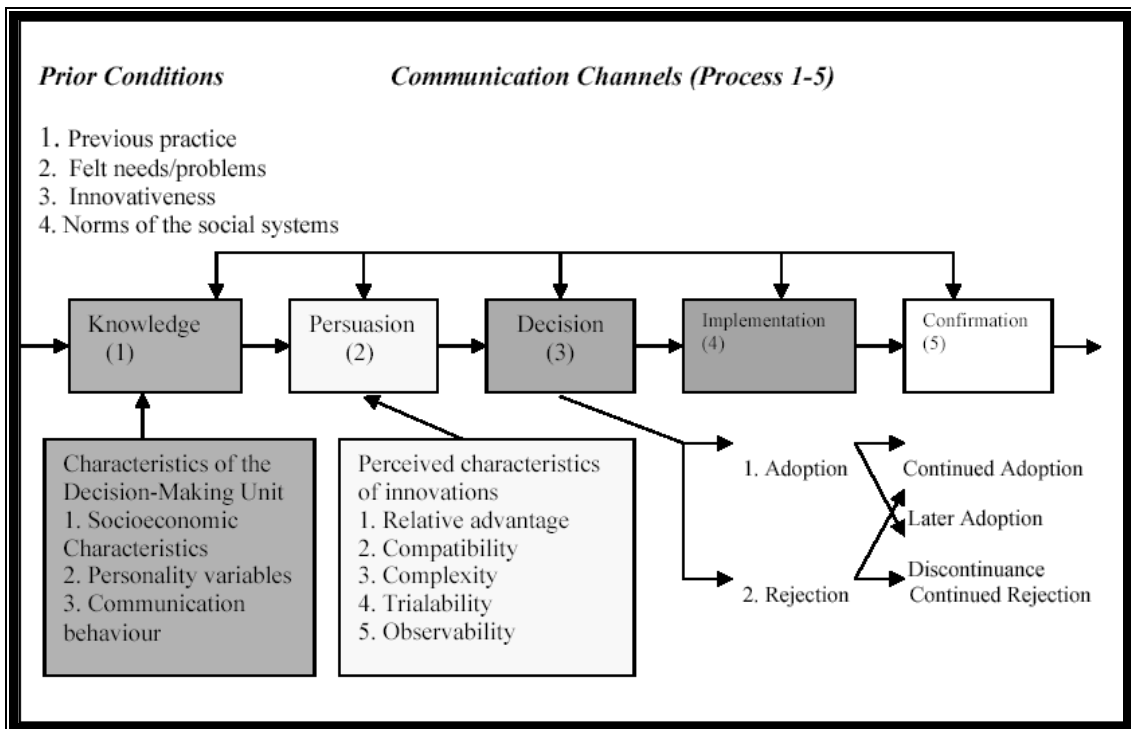 Prior Conditions
Communication Channels (Process 1-5)
1. Previous practice
2. Felt needs/problems
3. Innovativeness
4. Norms of the social systems
Knowledge
(1)
Persuasion
(2)
Decision
(3)
Implementation
(4)
Confirmation
(5)
Characteristics of the
Decision-Making Unit
1. Socioeconomic
Characteristics
2. Personality variables
3. Communication
behaviour
Perceived characteristics
of innovations
1. Relative advantage
2. Compatibility
3. Complexity
4. Trialability
5. Observability
1. Adoption
2. Rejection
Continued Adoption
Later Adoption
Discontinuance
Continued Rejection